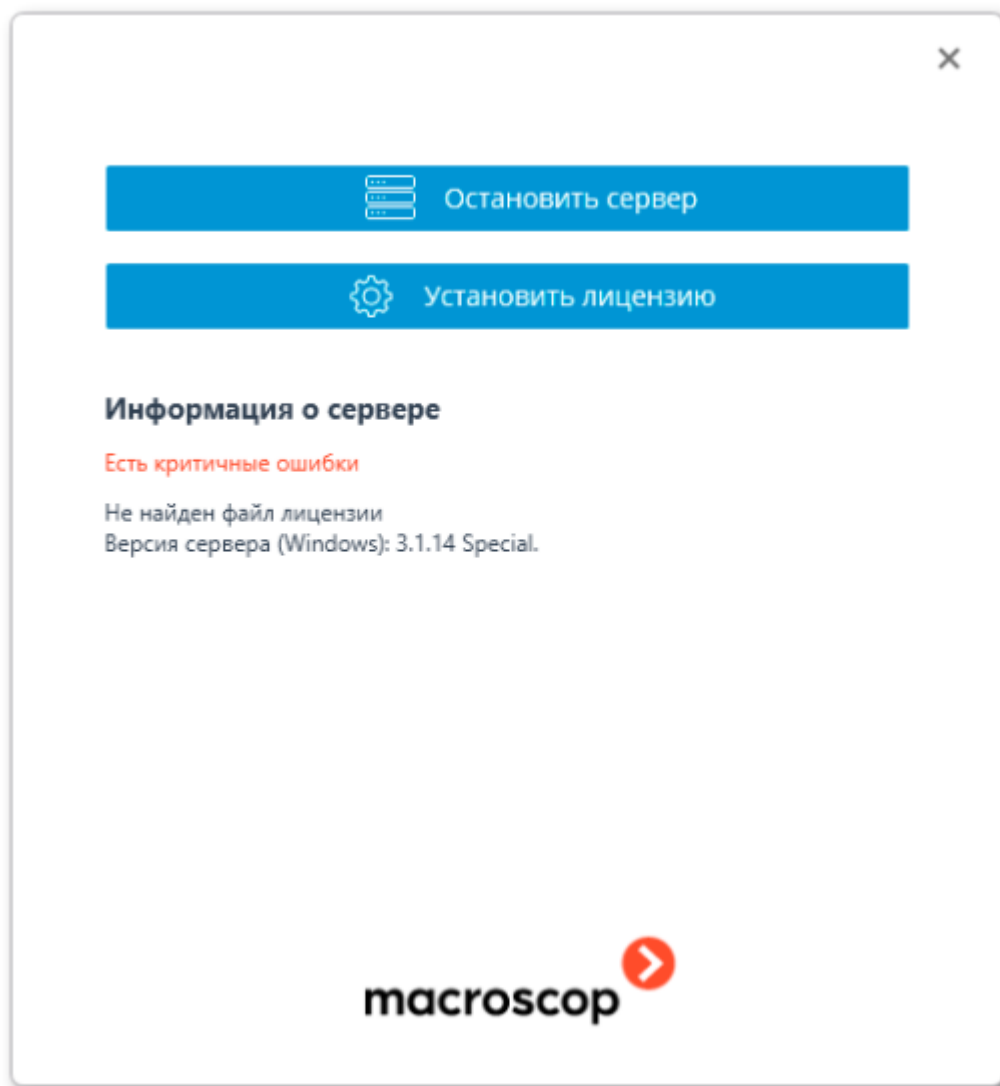 Остановить сервер
Установить лицензию
Информация о сервере
Есть критичные ошибки
Не найден файл лицензии
Версия сервера (Windows): 3.1.14 Special.
macroscop